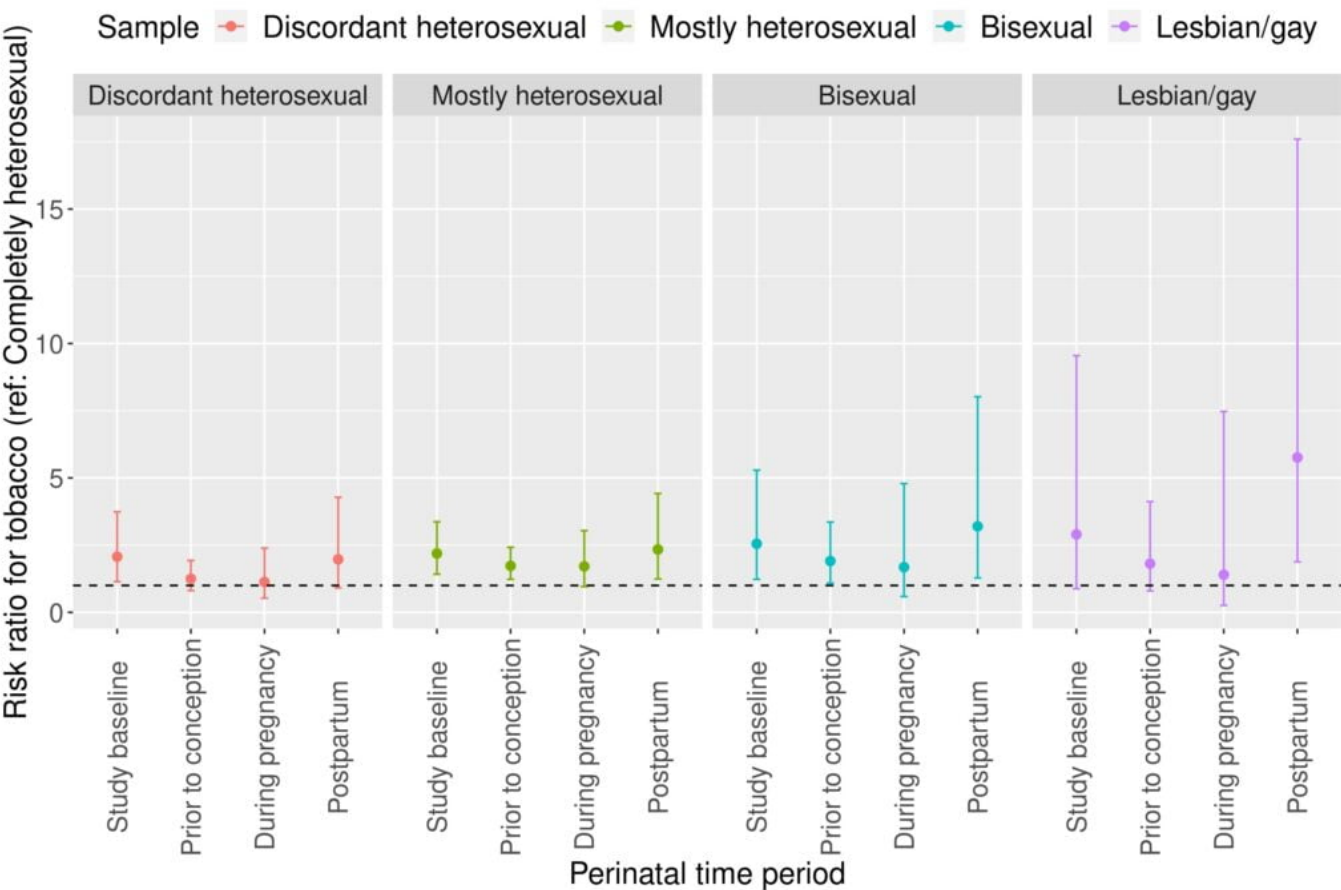 Sample Discordant heterosexual Mostly heterosexual Bisexual Lesbian/gay
Discordant heterosexual Mostly heterosexual Bisexual Lesbian/gay
Risk ratio for tobacco (ref: Completely heterosexual)
15
10
5
0
Study baseline
Prior to conception
During pregnancy
Postpartum
Study baseline
Prior to conception
During pregnancy
Postpartum
Study baseline
Prior to conception
During pregnancy
Postpartum
Study baseline
Prior to conception
During pregnancy
Postpartum
Perinatal time period